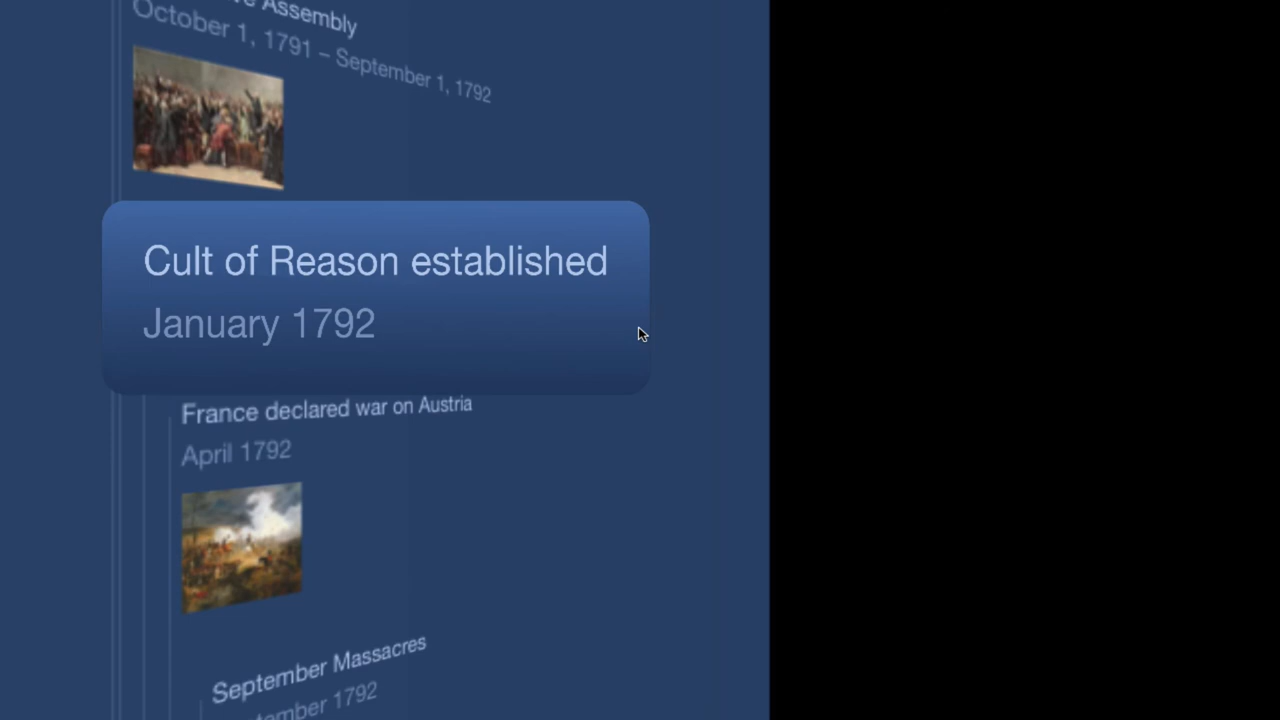 Assembly
October 1, 1791 – September 1, 1792
Cult of Reason established
January 1792
France declared war on Austria
April 1792
September Massacres
1792